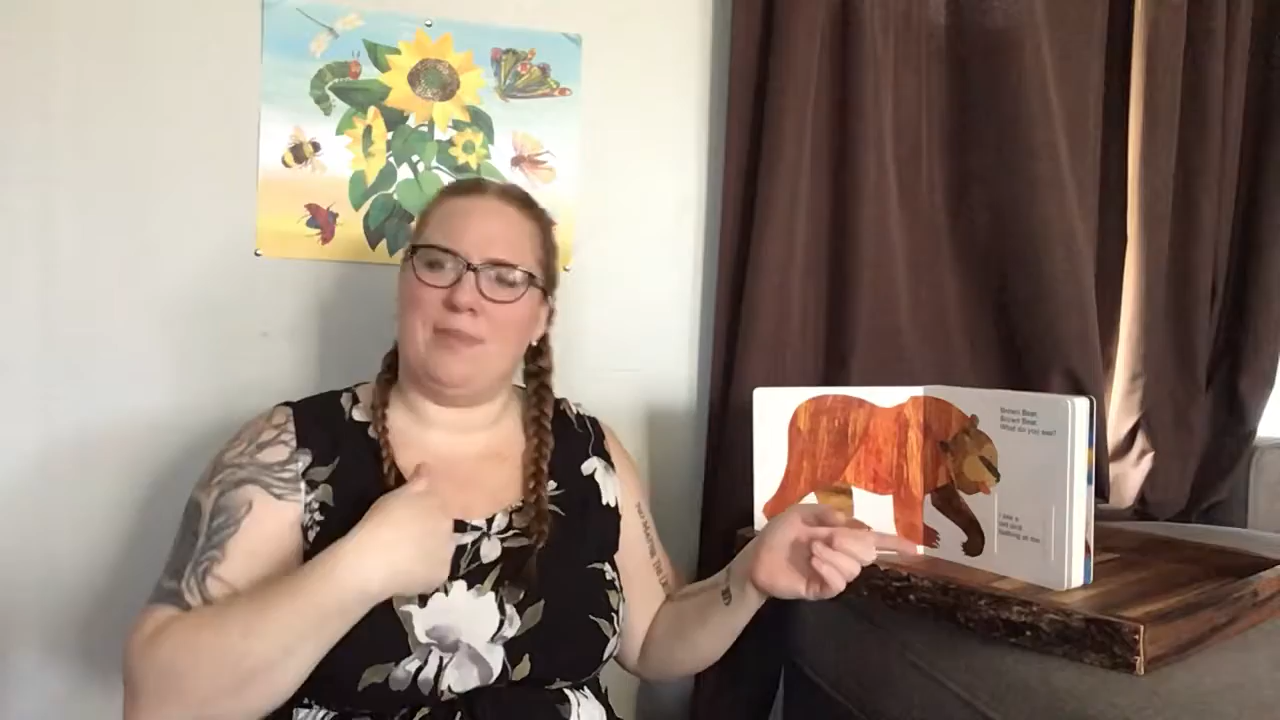 Brown Bear,
Brown Bear,
What do you see?
I see a
red bird
looking at me.